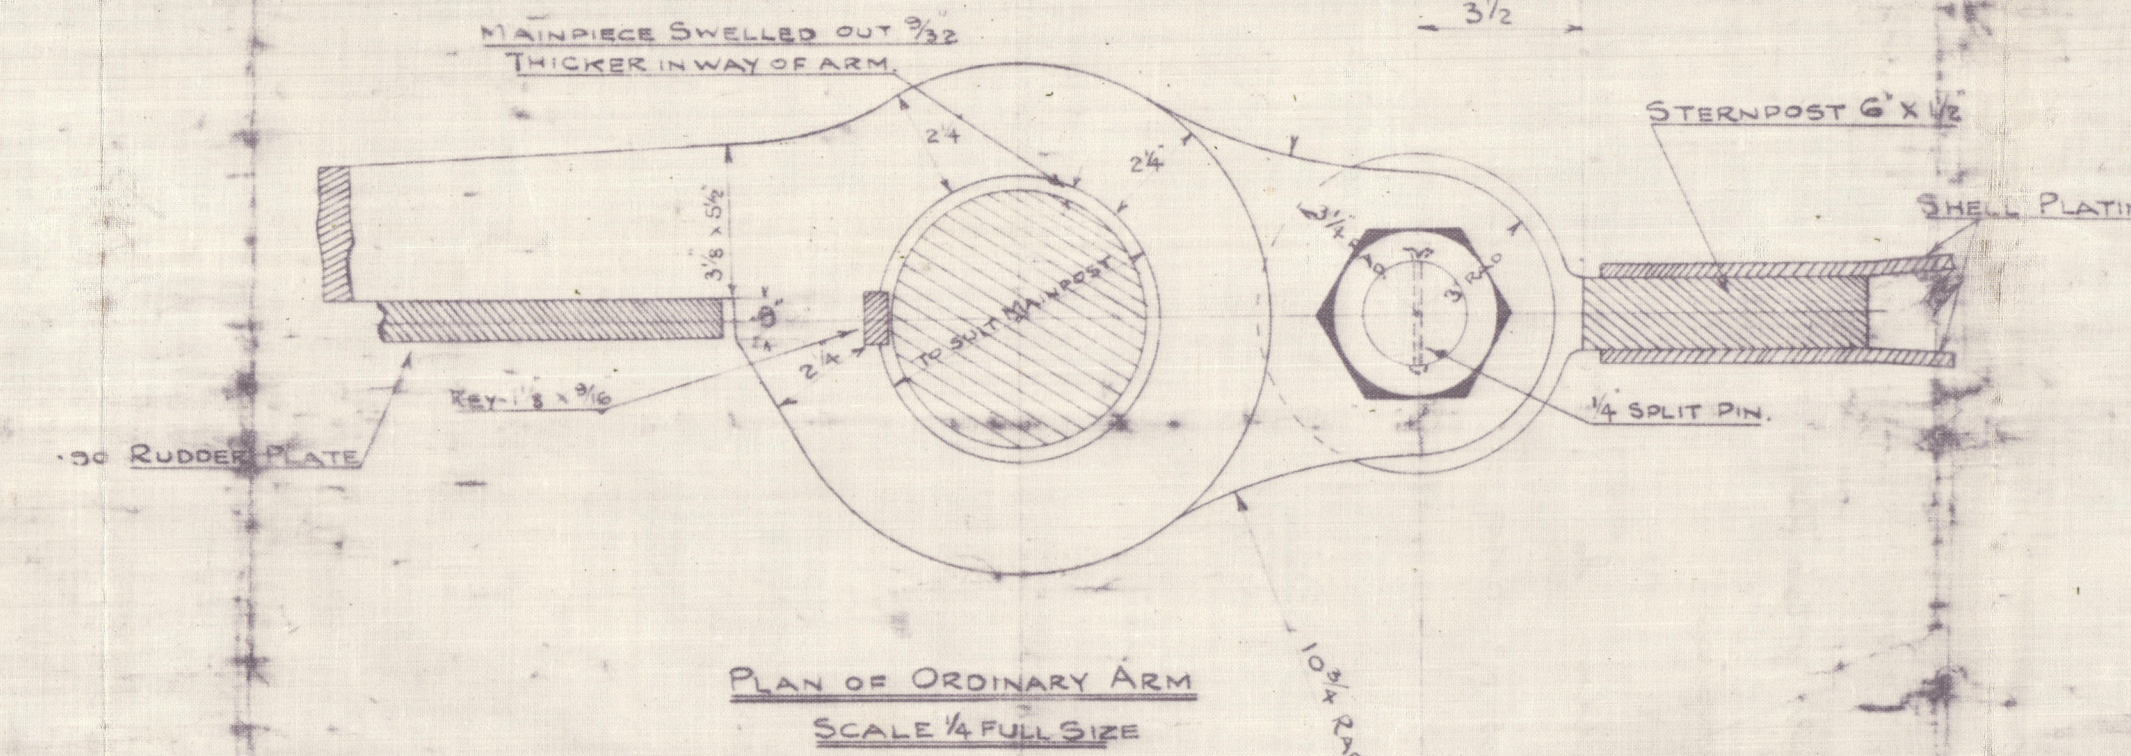 3½
MAINPIECE SWELLED OUT 9/32
THICKER IN WAY OF ARM.
STERNPOST 6" X 1½"
2¼
2¼"
3⅛ x 5½"
SHELL PLATIN
3¼" RAD.
3" RAD
TO SUIT MAINPOST
2¼
KEY-1⅛ x 9/16
¼ SPLIT PIN.
.90 RUDDER PLATE
10¾ RAD
PLAN OF ORDINARY ARM
SCALE ¼ FULL SIZE